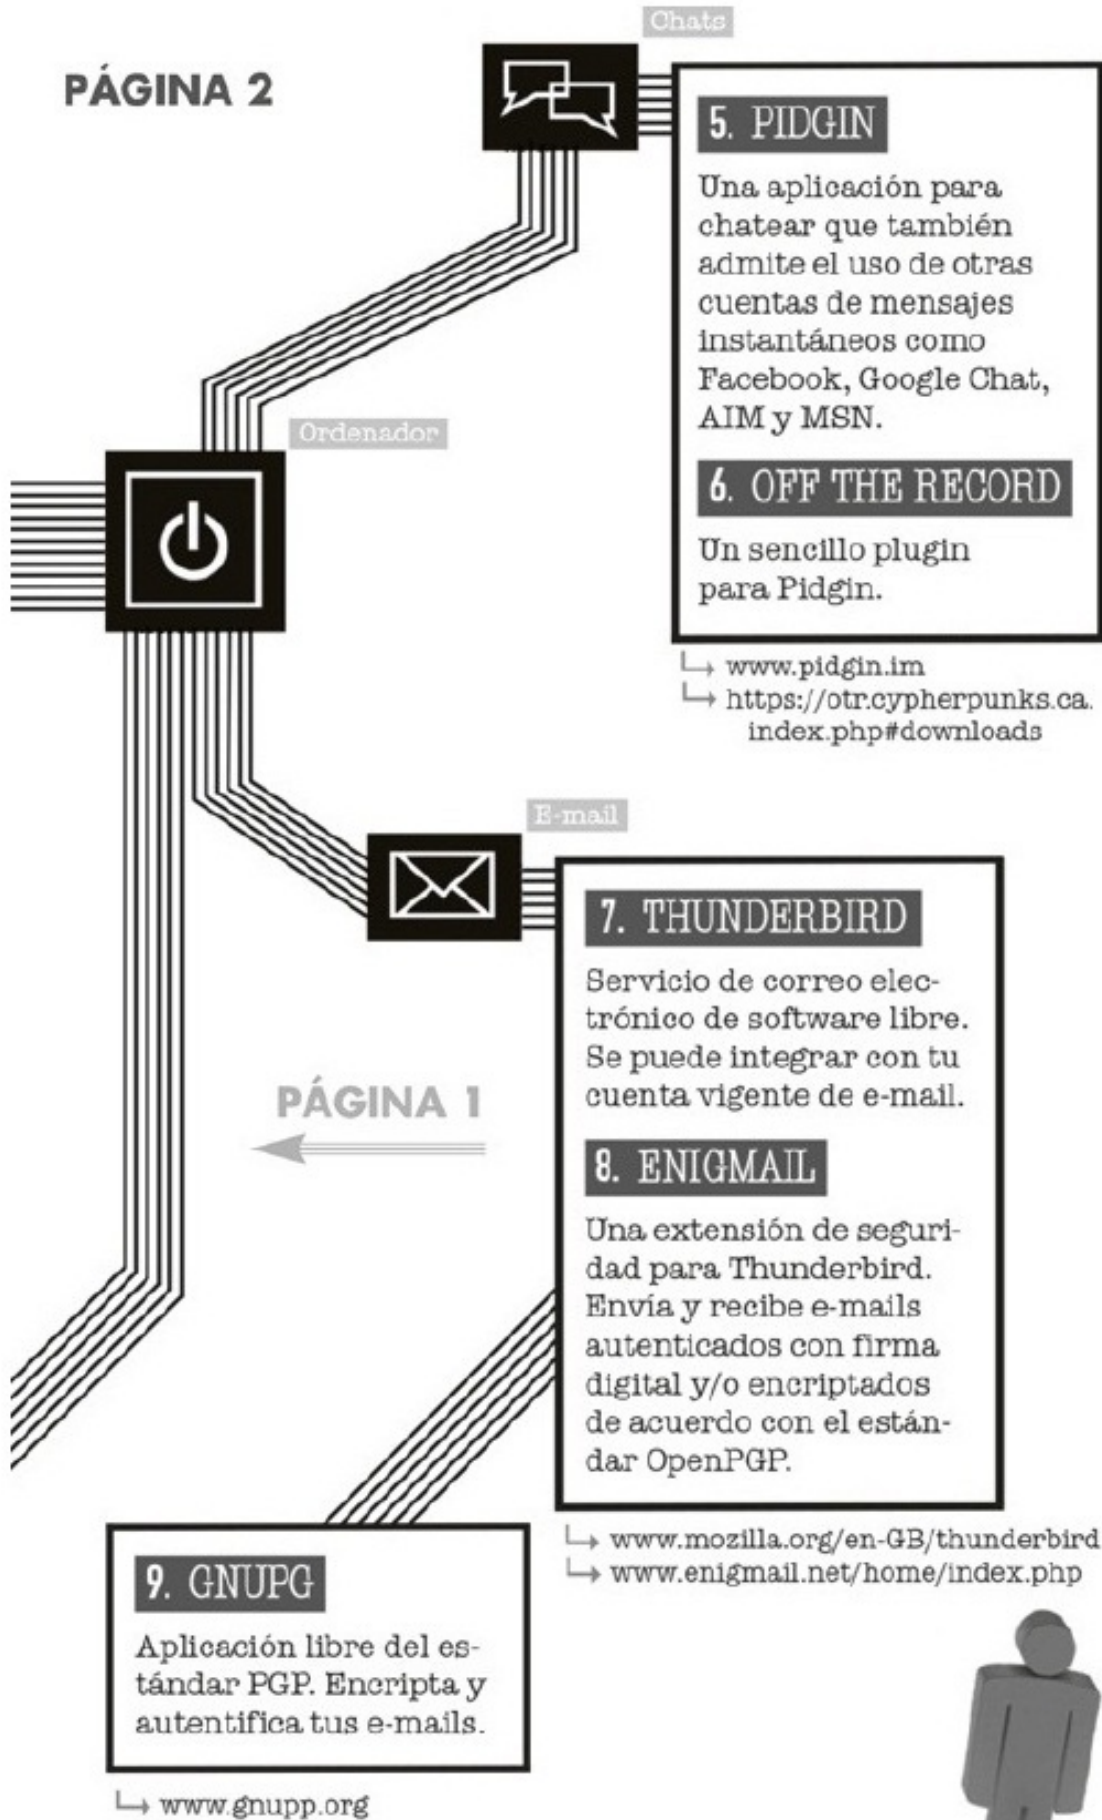 Chats
PÁGINA 2
5. PIDGIN
Una aplicación para
chatear que también
admite el uso de otras
cuentas de mensajes
instantáneos como
Facebook, Google Chat,
AIM y MSN.
6. OFF THE RECORD
Un sencillo plugin
para Pidgin.
www.pidgin.im
https://otr.cypherpunks.ca.
index.php#downloads
Ordenador
E-mail
7. THUNDERBIRD
Servicio de correo elec-
trónico de software libre.
Se puede integrar con tu
cuenta vigente de e-mail.
8. ENIGMAIL
Una extensión de seguri-
dad para Thunderbird.
Envía y recibe e-mails
autenticados con firma
digital y/o encriptados
de acuerdo con el están-
dar OpenPGP.
www.mozilla.org/en-GB/thunderbird
www.enigmail.net/home/index.php
PÁGINA 1
9. GNUPG
Aplicación libre del es-
tándar PGP. Encripta y
autentifica tus e-mails.
www.gnupp.org